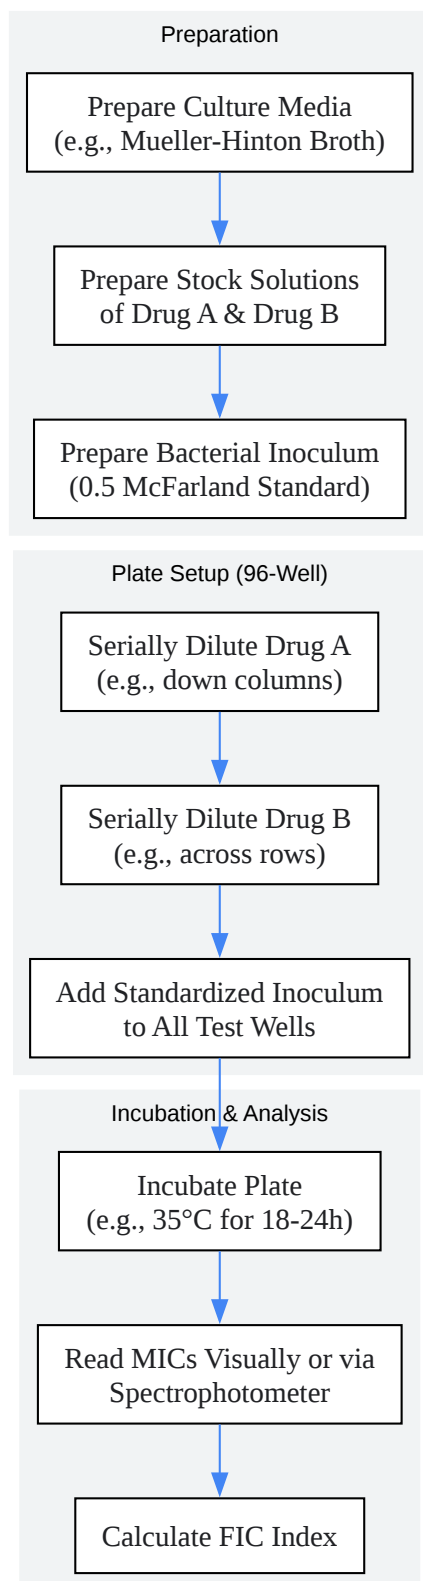 Preparation
Prepare Culture Media
(e.g., Mueller-Hinton Broth)
Prepare Stock Solutions
of Drug A & Drug B
Prepare Bacterial Inoculum
(0.5 McFarland Standard)
Plate Setup (96-Well)
Serially Dilute Drug A
(e.g., down columns)
Serially Dilute Drug B
(e.g., across rows)
Add Standardized Inoculum
to All Test Wells
Incubation & Analysis
Incubate Plate
(e.g., 35°C for 18-24h)
Read MICs Visually or via
Spectrophotometer
Calculate FIC Index